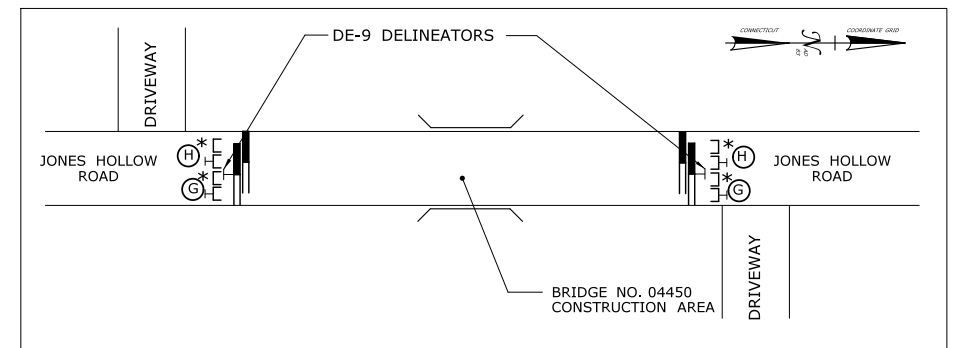 DE-9 DELINEATORS
CONNECTICUT
N
COORDINATE GRID
DRIVEWAY
JONES HOLLOW
ROAD
*
H
*
G
*
H
*
G
JONES HOLLOW
ROAD
BRIDGE NO. 04450
CONSTRUCTION AREA
DRIVEWAY